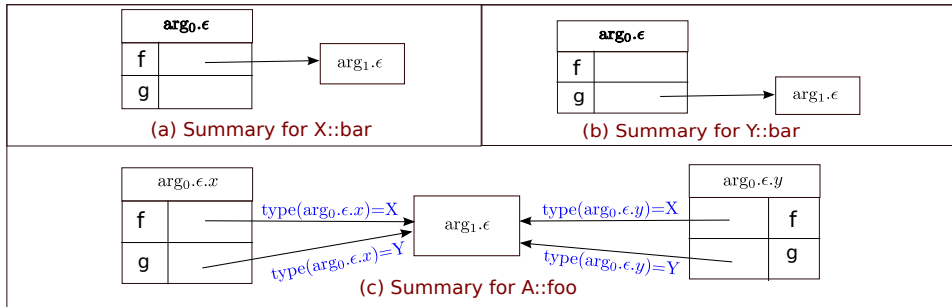 arg₀.ϵ
f
arg₁.ϵ
g
(a) Summary for X::bar
arg₀.ϵ
f
g
arg₁.ϵ
(b) Summary for Y::bar
arg₀.ϵ.x
f
g
type(arg₀.ϵ.x)=X
type(arg₀.ϵ.x)=Y
arg₁.ϵ
type(arg₀.ϵ.y)=X
type(arg₀.ϵ.y)=Y
arg₀.ϵ.y
f
g
(c) Summary for A::foo